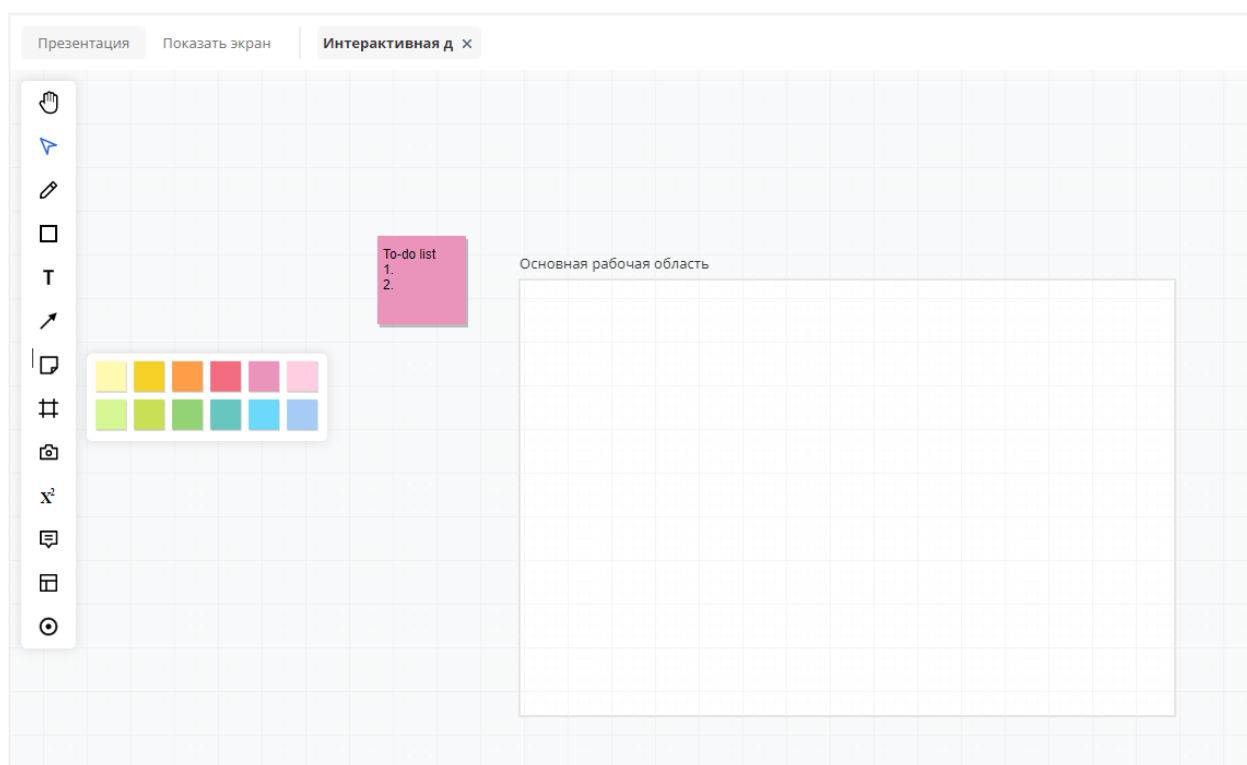 Презентация Показать экран Интерактивная д
To-do list
1.
2.
Основная рабочая область
T
X²